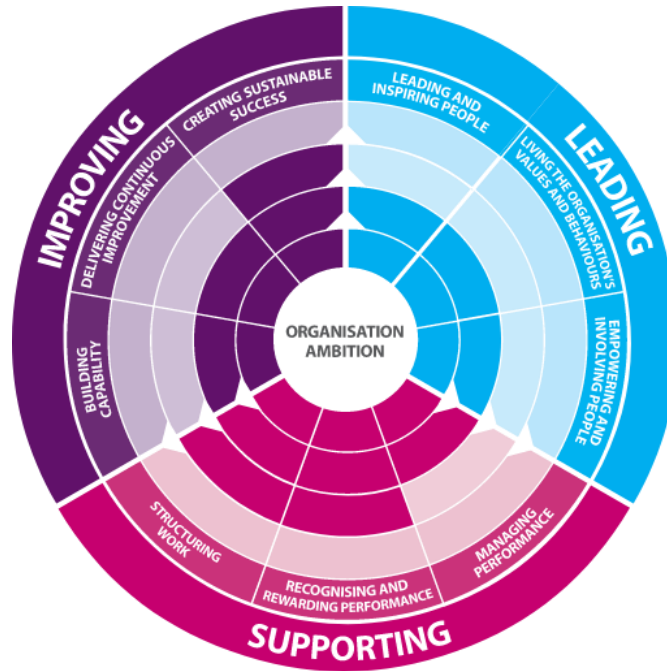 IMPROVING
CREATING SUSTAINABLE
SUCCESS
DELIVERING CONTINUOUS
IMPROVEMENT
BUILDING
CAPABILITY
LEADING
LEADING AND
INSPIRING PEOPLE
LIVING THE ORGANISATION'S
VALUES AND BEHAVIOURS
EMPOWERING AND
INVOLVING PEOPLE
ORGANISATION
AMBITION
STRUCTURING
WORK
RECOGNISING AND
REWARDING PERFORMANCE
MANAGING
PERFORMANCE
SUPPORTING